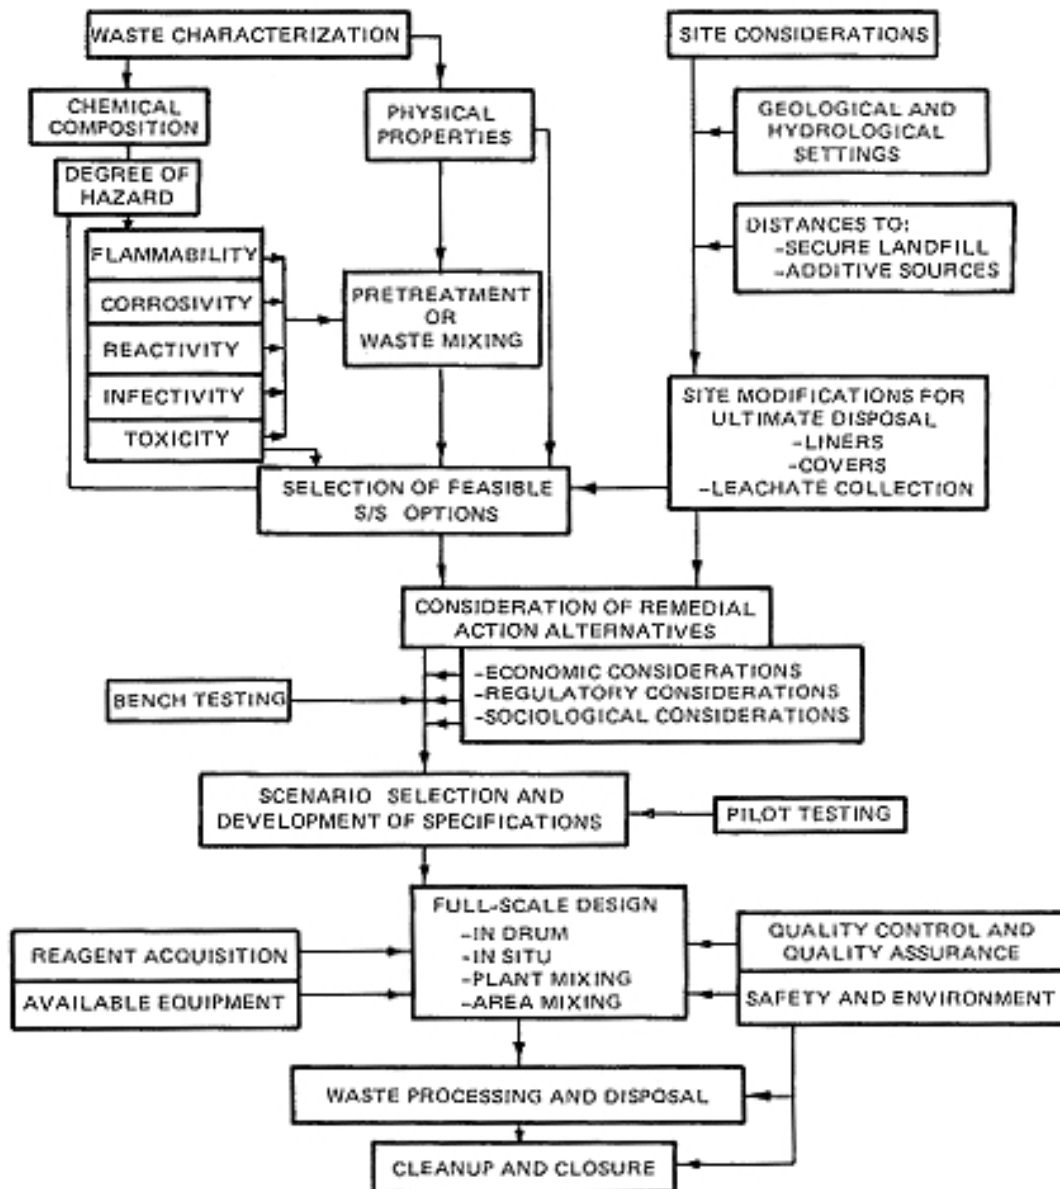 WASTE CHARACTERIZATION
SITE CONSIDERATIONS
CHEMICAL
COMPOSITION
PHYSICAL
PROPERTIES
GEOLOGICAL AND
HYDROLOGICAL
SETTINGS
DEGREE OF
HAZARD
DISTANCES TO:
-SECURE LANDFILL
-ADDITIVE SOURCES
FLAMMABILITY
CORROSIVITY
REACTIVITY
INFECTIVITY
TOXICITY
PRETREATMENT
OR
WASTE MIXING
SITE MODIFICATIONS FOR
ULTIMATE DISPOSAL
-LINERS
-COVERS
-LEACHATE COLLECTION
SELECTION OF FEASIBLE
S/S OPTIONS
CONSIDERATION OF REMEDIAL
ACTION ALTERNATIVES
-ECONOMIC CONSIDERATIONS
-REGULATORY CONSIDERATIONS
-SOCIOLOGICAL CONSIDERATIONS
BENCH TESTING
SCENARIO SELECTION AND
DEVELOPMENT OF SPECIFICATIONS
PILOT TESTING
FULL-SCALE DESIGN
-IN DRUM
-IN SITU
-PLANT MIXING
-AREA MIXING
REAGENT ACQUISITION
AVAILABLE EQUIPMENT
QUALITY CONTROL AND
QUALITY ASSURANCE
SAFETY AND ENVIRONMENT
WASTE PROCESSING AND DISPOSAL
CLEANUP AND CLOSURE